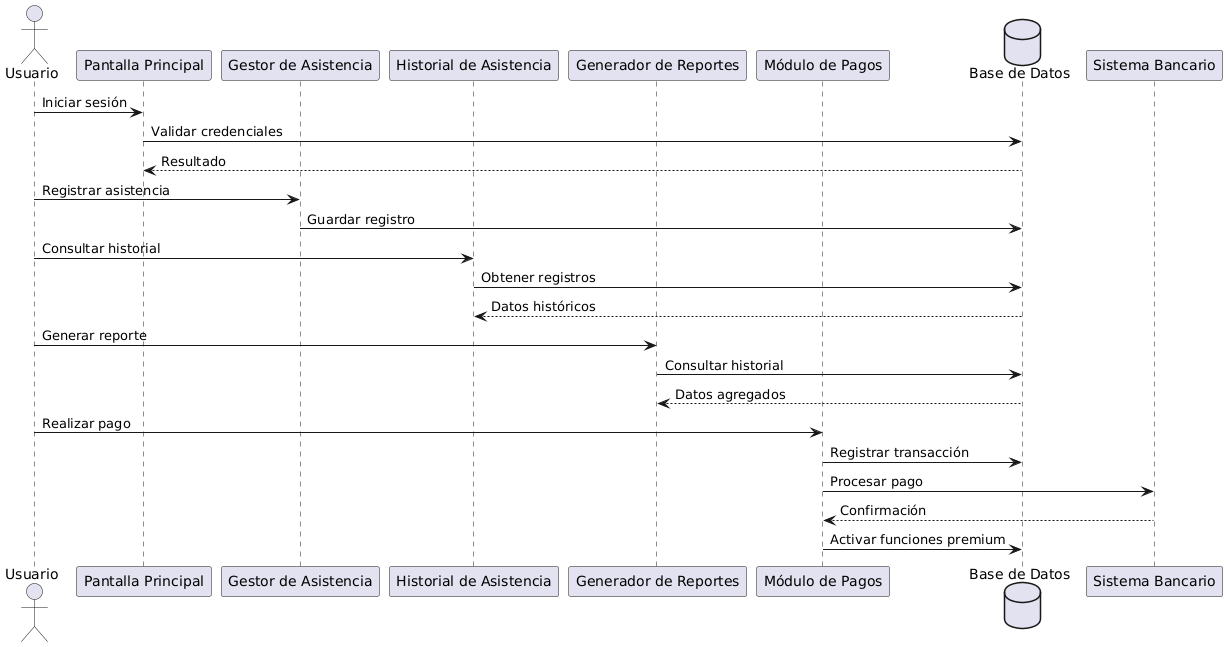 Usuario
Pantalla Principal
Gestor de Asistencia
Historial de Asistencia
Generador de Reportes
Módulo de Pagos
Base de Datos
Sistema Bancario
Iniciar sesión
Validar credenciales
Resultado
Registrar asistencia
Guardar registro
Consultar historial
Obtener registros
Datos históricos
Generar reporte
Consultar historial
Datos agregados
Realizar pago
Registrar transacción
Procesar pago
Confirmación
Activar funciones premium
Usuario
Pantalla Principal
Gestor de Asistencia
Historial de Asistencia
Generador de Reportes
Módulo de Pagos
Base de Datos
Sistema Bancario